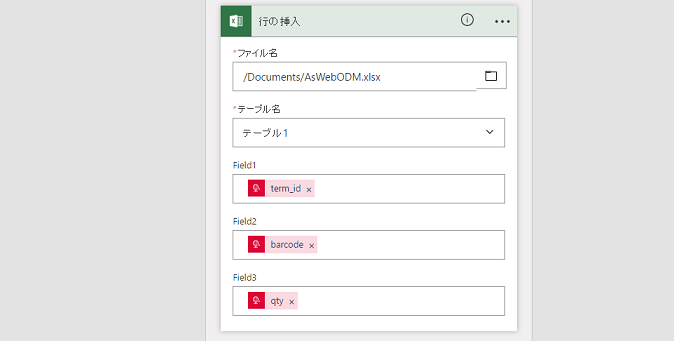 行の挿入
*ファイル名
/Documents/AsWebODM.xlsx
*テーブル名
テーブル1
Field1
term_id ×
Field2
barcode ×
Field3
qty ×